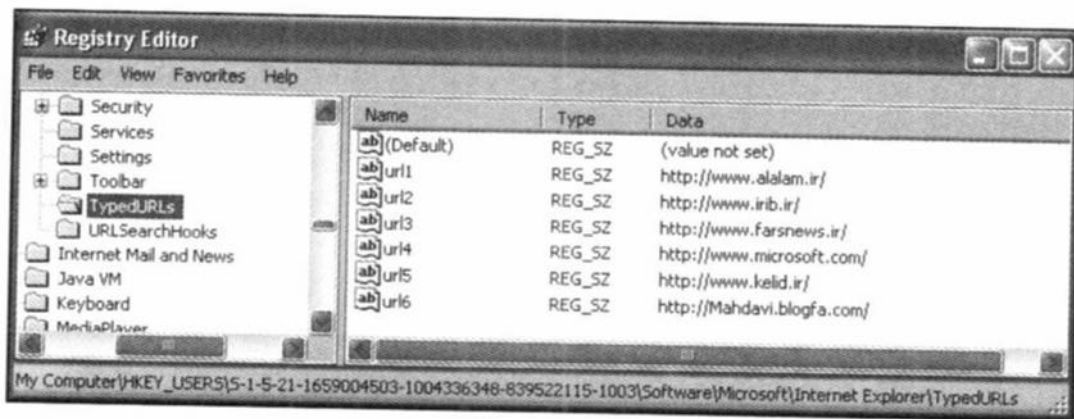 Registry Editor
File Edit View Favorites Help
Security
Services
Settings
Toolbar
TypedURLs
URLSearchHooks
Internet Mail and News
Java VM
Keyboard
MediaPlayer
Name Type Data
(Default) REG_SZ (value not set)
url1 REG_SZ http://www.alalam.ir/
url2 REG_SZ http://www.irib.ir/
url3 REG_SZ http://www.farsnews.ir/
url4 REG_SZ http://www.microsoft.com/
url5 REG_SZ http://www.kelid.ir/
url6 REG_SZ http://Mahdavi.blogfa.com/
My Computer\HKEY_USERS\S-1-5-21-1659004503-1004336348-839522115-1003\Software\Microsoft\Internet Explorer\TypedURLs